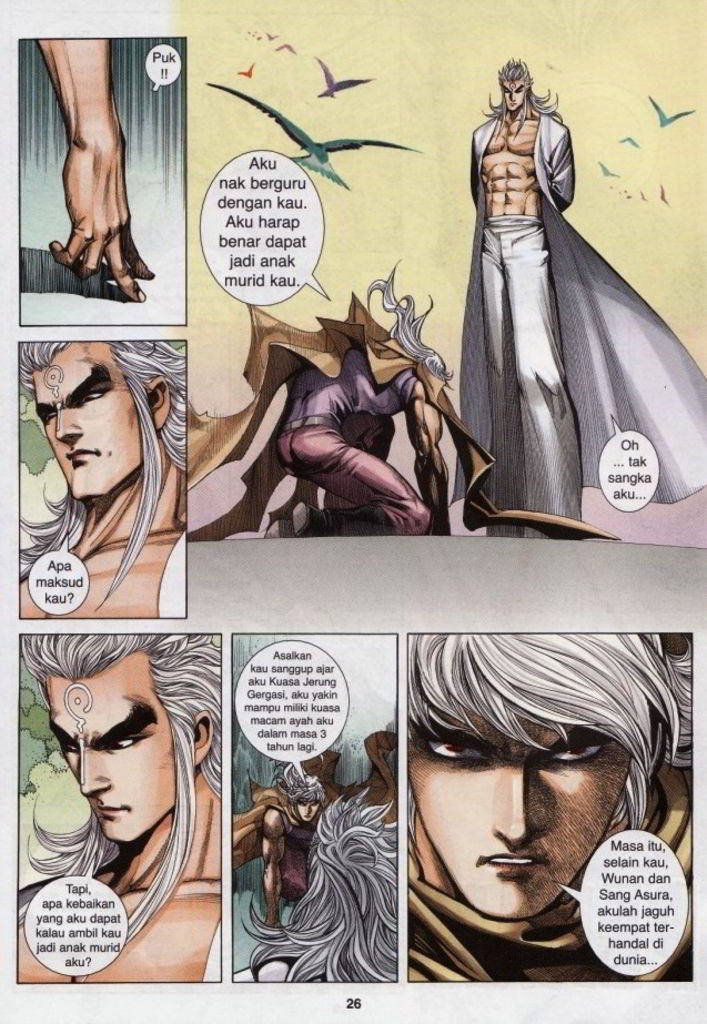 Puk
!!
Aku
nak berguru
dengan kau.
Aku harap
benar dapat
jadi anak
murid kau.
Oh
... tak
sangka
aku...
Apa
maksud
kau?
Tapi,
apa kebaikan
yang aku dapat
kalau ambil kau
jadi anak murid
aku?
Asalkan
kau sanggup ajar
aku Kuasa Jerung
Gergasi, aku yakin
mampu miliki kuasa
macam ayah aku
dalam masa 3
tahun lagi.
Masa itu,
selain kau,
Wunan dan
Sang Asura,
akulah jaguh
keempat ter-
handal di
dunia...
26